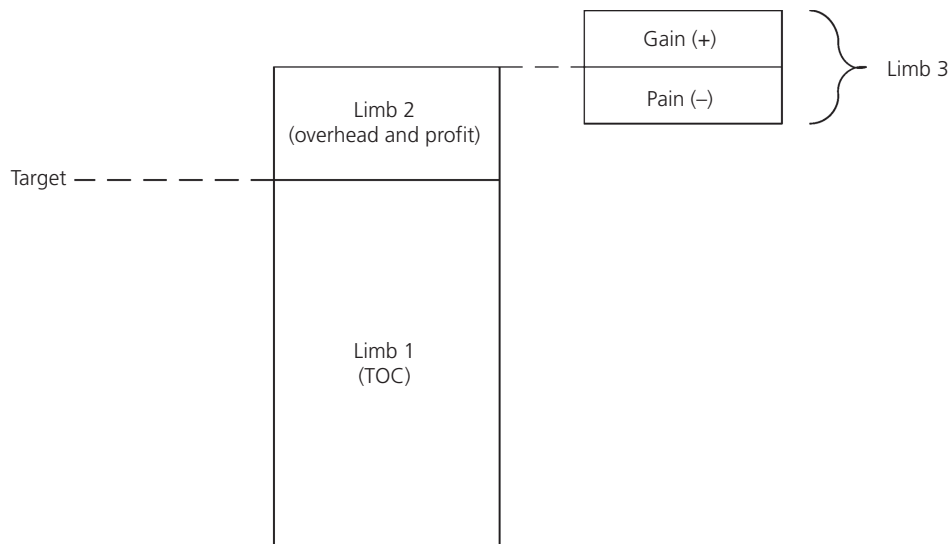 Gain (+)
Limb 3
Pain (–)
Limb 2
(overhead and profit)
Target
Limb 1
(TOC)